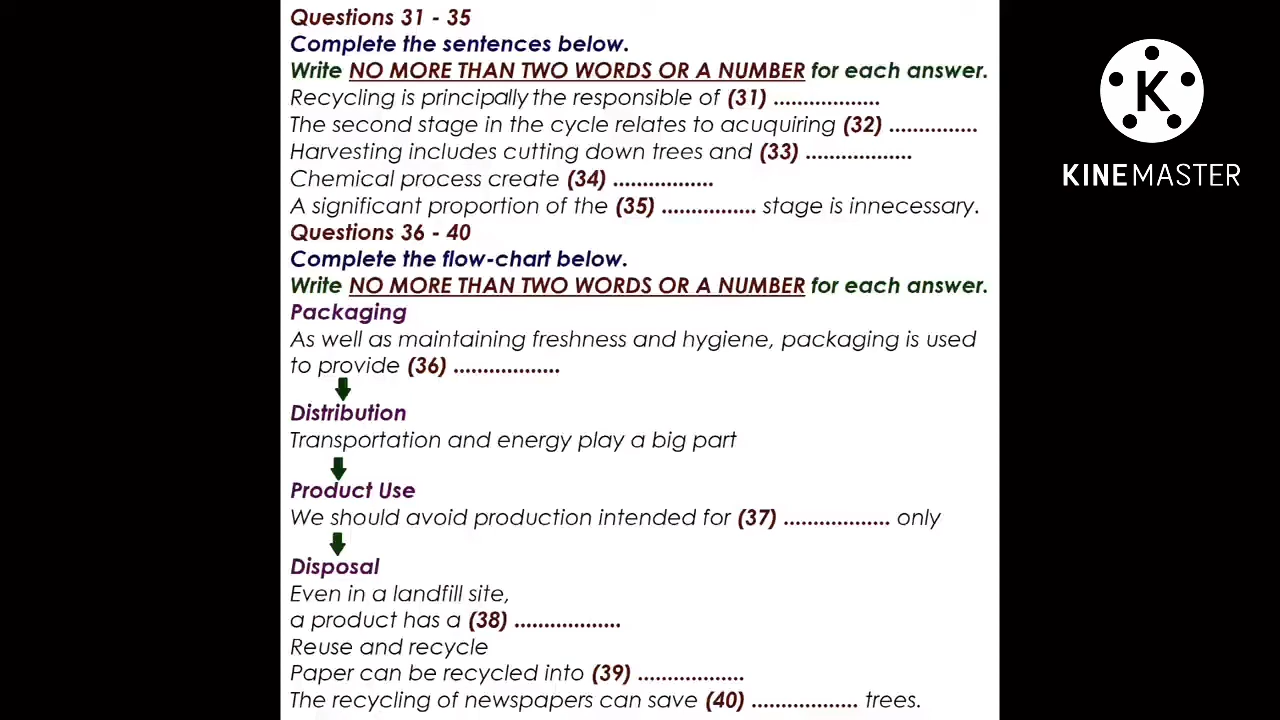 Questions 31 - 35
Complete the sentences below.
Write NO MORE THAN TWO WORDS OR A NUMBER for each answer.
Recycling is principally the responsible of (31) ..................
The second stage in the cycle relates to acuquiring (32) ...............
Harvesting includes cutting down trees and (33) ..................
Chemical process create (34) .................
A significant proportion of the (35) ................ stage is innecessary.
Questions 36 - 40
Complete the flow-chart below.
Write NO MORE THAN TWO WORDS OR A NUMBER for each answer.
Packaging
As well as maintaining freshness and hygiene, packaging is used
to provide (36) ..................
Distribution
Transportation and energy play a big part
Product Use
We should avoid production intended for (37) .................. only
Disposal
Even in a landfill site,
a product has a (38) ..................
Reuse and recycle
Paper can be recycled into (39) ..................
The recycling of newspapers can save (40) .................. trees.
K
KINEMASTER